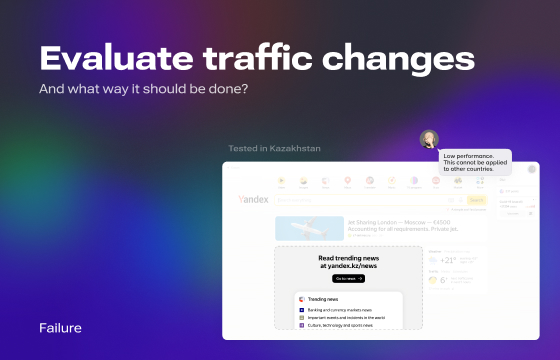 Evaluate traffic changes
And what way it should be done?
Tested in Kazakhstan
Low performance.
This cannot be applied
to other countries.
Yandex
Search
Jet Sharing London — Moscow — EA500
Accounting for all requirements. Private Jet.
Read trending news
at yandex.kz/news
Go to news →
+21°
6
Trending news
Banking and currency market news
Important events and incidents in the world
Culture, technology and sports news
Failure